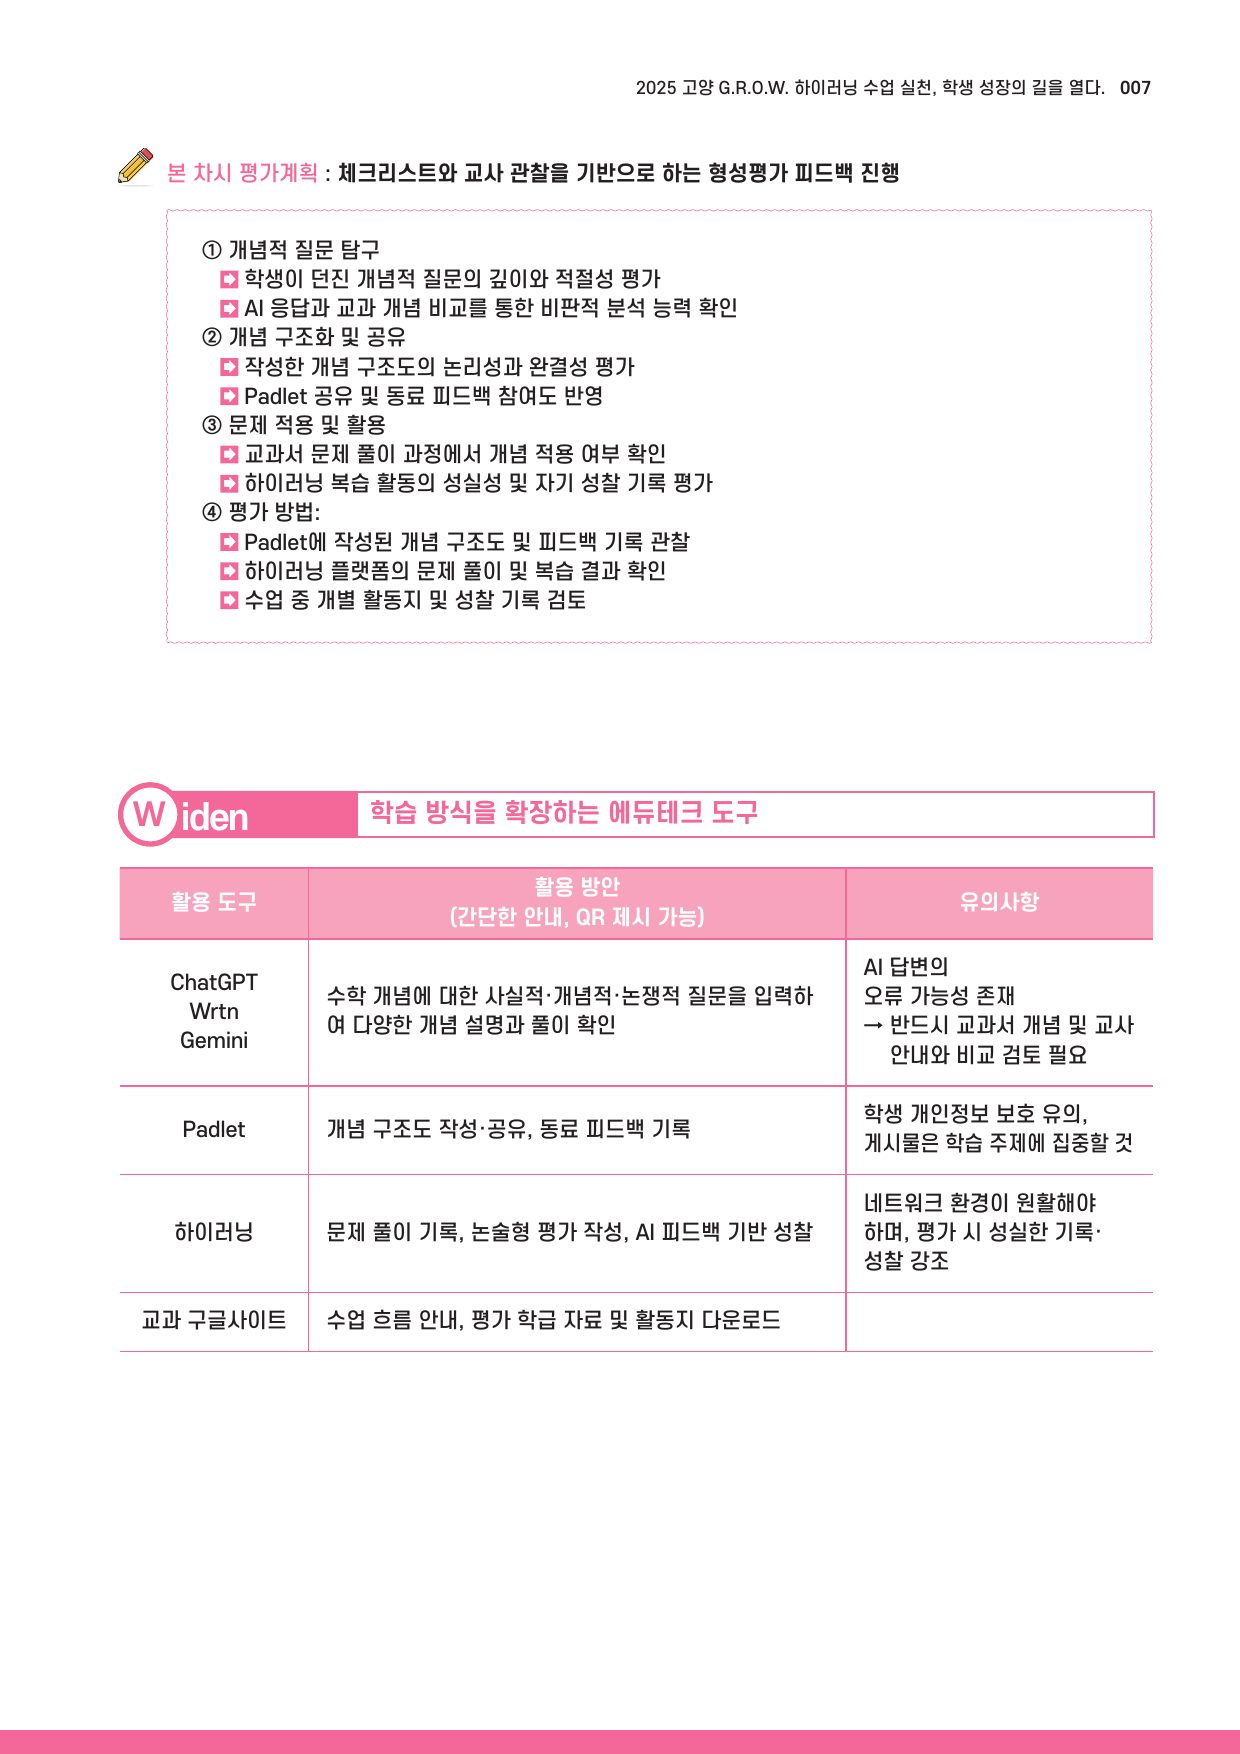 2025 고양 G.R.O.W. 하이러닝 수업 실천, 학생 성장의 길을 열다. 007
본 차시 평가계획 : 체크리스트와 교사 관찰을 기반으로 하는 형성평가 피드백 진행
① 개념적 질문 탐구
학생이 던진 개념적 질문의 깊이와 적절성 평가
AI 응답과 교과 개념 비교를 통한 비판적 분석 능력 확인
② 개념 구조화 및 공유
작성한 개념 구조도의 논리성과 완결성 평가
Padlet 공유 및 동료 피드백 참여도 반영
③ 문제 적용 및 활용
교과서 문제 풀이 과정에서 개념 적용 여부 확인
하이러닝 복습 활동의 성실성 및 자기 성찰 기록 평가
④ 평가 방법:
Padlet에 작성된 개념 구조도 및 피드백 기록 관찰
하이러닝 플랫폼의 문제 풀이 및 복습 결과 확인
수업 중 개별 활동지 및 성찰 기록 검토
Widen 학습 방식을 확장하는 에듀테크 도구
활용 도구
활용 방안
(간단한 안내, QR 제시 가능)
유의사항
ChatGPT
Wrtn
Gemini
수학 개념에 대한 사실적·개념적·논쟁적 질문을 입력하
여 다양한 개념 설명과 풀이 확인
AI 답변의
오류 가능성 존재
→ 반드시 교과서 개념 및 교사
안내와 비교 검토 필요
Padlet
개념 구조도 작성·공유, 동료 피드백 기록
학생 개인정보 보호 유의,
게시물은 학습 주제에 집중할 것
하이러닝
문제 풀이 기록, 논술형 평가 작성, AI 피드백 기반 성찰
네트워크 환경이 원활해야
하며, 평가 시 성실한 기록·
성찰 강조
교과 구글사이트
수업 흐름 안내, 평가 학급 자료 및 활동지 다운로드